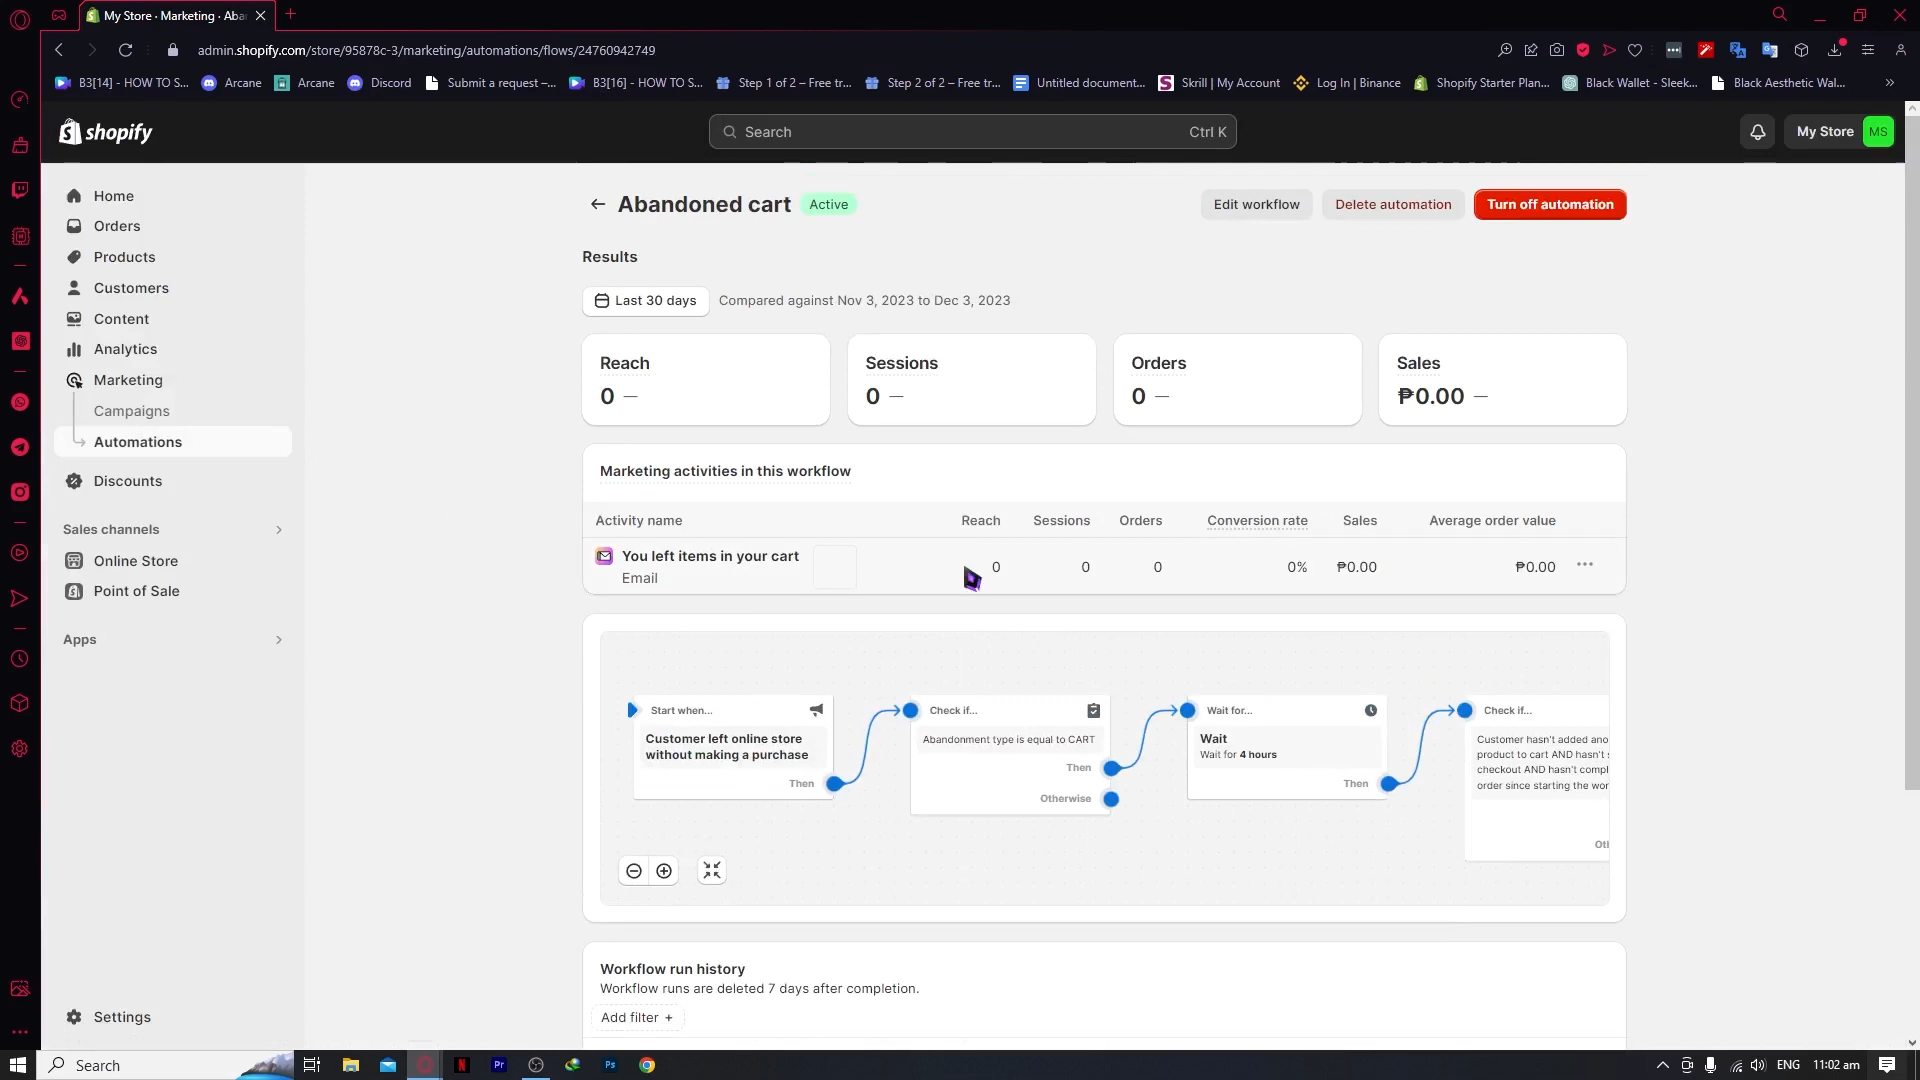 My Store · Marketing · Aba
admin.shopify.com/store/95878c-3/marketing/automations/flows/24760942749
B3[14] - HOW TO S...
Arcane
Arcane
Discord
Submit a request –...
B3[16] - HOW TO S...
Step 1 of 2 – Free tr...
Step 2 of 2 – Free tr...
Untitled document...
Skrill | My Account
Log In | Binance
Shopify Starter Plan...
Black Wallet - Sleek...
Black Aesthetic Wal...
shopify
Search
Ctrl K
My Store
MS
Home
Orders
Products
Customers
Content
Analytics
Marketing
Campaigns
Automations
Discounts
Sales channels
Online Store
Point of Sale
Apps
Settings
Abandoned cart
Active
Edit workflow
Delete automation
Turn off automation
Results
Last 30 days
Compared against Nov 3, 2023 to Dec 3, 2023
Reach
0 —
Sessions
0 —
Orders
0 —
Sales
₱0.00 —
Marketing activities in this workflow
Activity name Reach Sessions Orders Conversion rate Sales Average order value
You left items in your cart
Email
0 0 0 0% ₱0.00 ₱0.00
Start when...
Customer left online store
without making a purchase
Then
Check if...
Abandonment type is equal to CART
Then
Otherwise
Wait for...
Wait
Wait for 4 hours
Then
Check if...
Customer hasn't added ano
product to cart AND hasn't s
checkout AND hasn't compl
order since starting the wor
Oth
Workflow run history
Workflow runs are deleted 7 days after completion.
Add filter +
Search
Pr
Ps
ENG
11:02 am